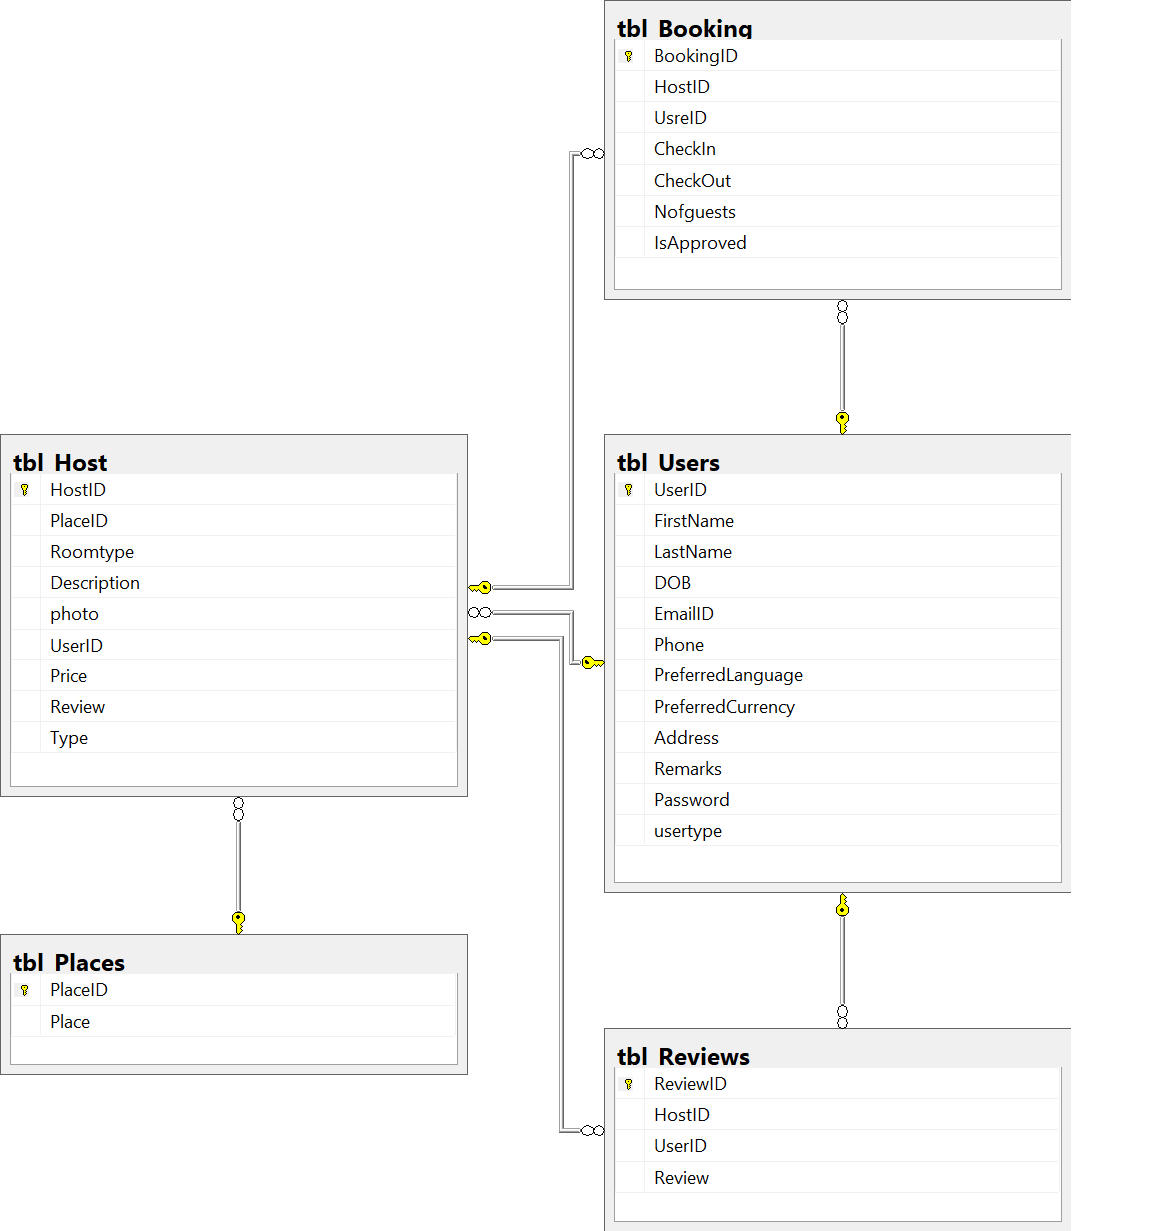 tbl_Booking
BookingID
HostID
UsreID
CheckIn
CheckOut
Nofguests
IsApproved
tbl_Host
HostID
PlaceID
Roomtype
Description
photo
UserID
Price
Review
Type
tbl_Users
UserID
FirstName
LastName
DOB
EmailID
Phone
PreferredLanguage
PreferredCurrency
Address
Remarks
Password
usertype
tbl_Places
PlaceID
Place
tbl_Reviews
ReviewID
HostID
UserID
Review